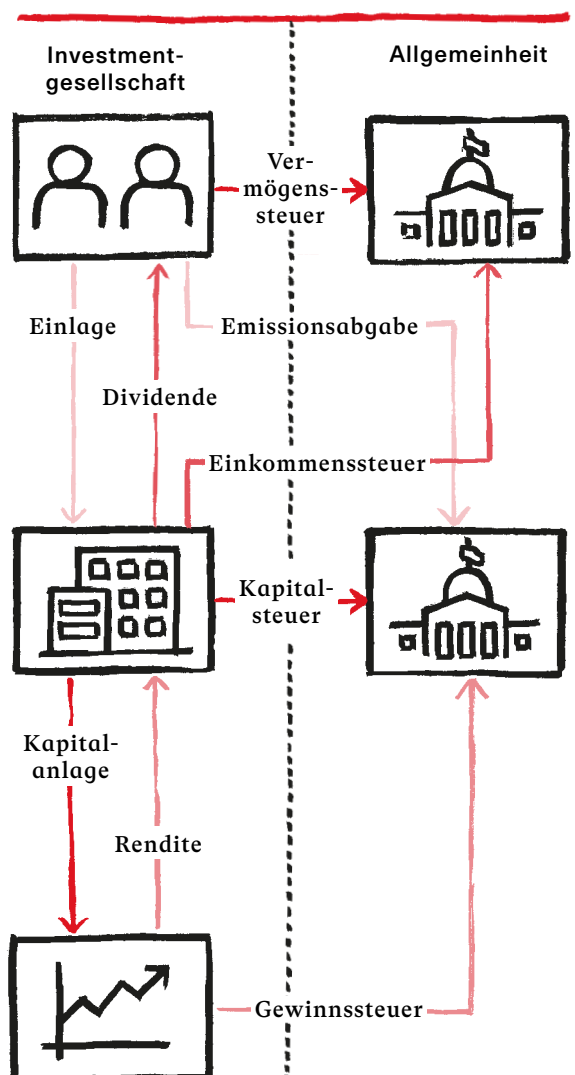 Investment-
gesellschaft
Allgemeinheit
Ver-
mögens-
steuer
Einlage
Emissionsabgabe
Dividende
Einkommenssteuer
Kapital-
steuer
Kapital-
anlage
Rendite
Gewinnssteuer